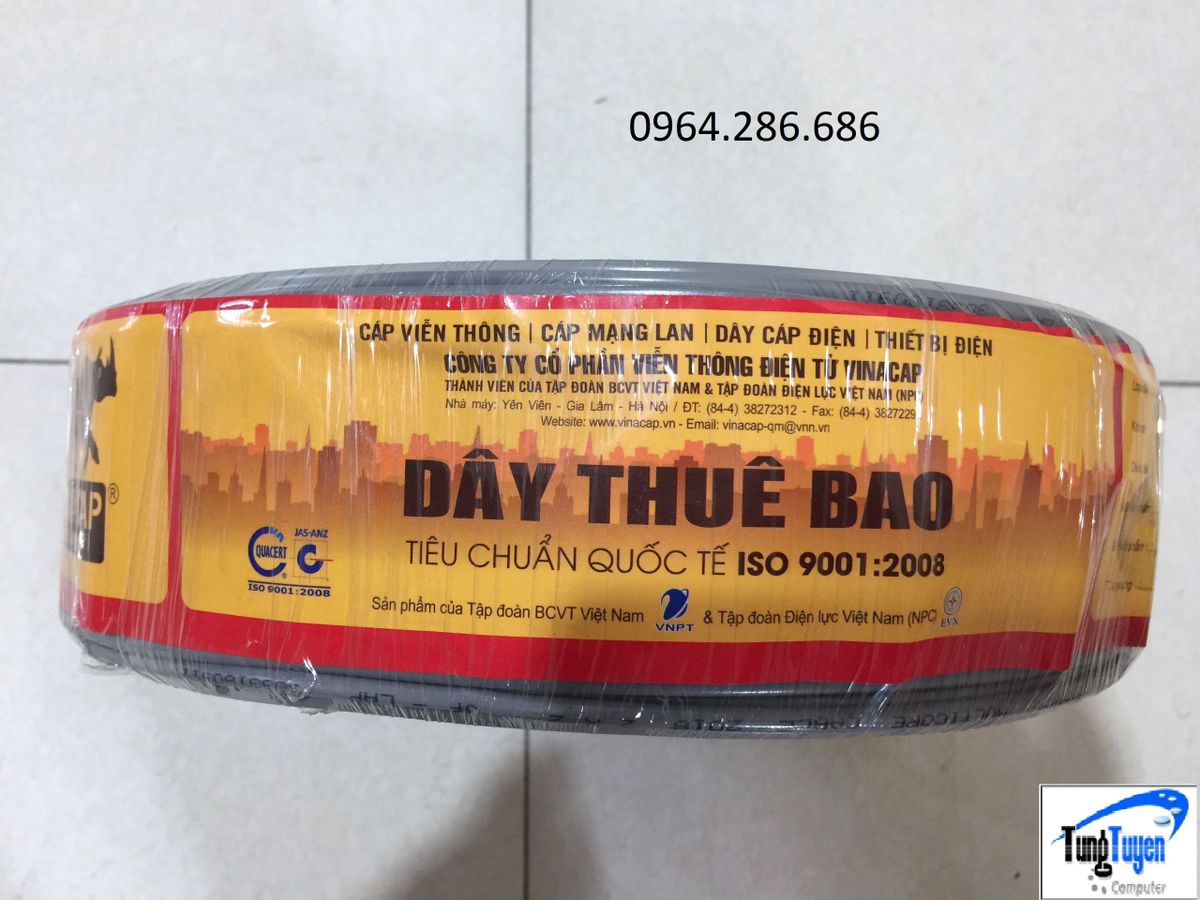 0964.286.686
CÁP VIỄN THÔNG | CÁP MẠNG LAN | DÂY CÁP ĐIỆN | THIẾT BỊ ĐIỆN
CÔNG TY CỔ PHẦN VIỄN THÔNG ĐIỆN TỬ VINACAP
THÀNH VIÊN CỦA TẬP ĐOÀN BCVT VIỆT NAM & TẬP ĐOÀN ĐIỆN LỰC VIỆT NAM (NPC)
Nhà máy: Yên Viên - Gia Lâm - Hà Nội / ĐT: (84-4) 38272312 - Fax: (84-4) 3827229
Website: www.vinacap.vn - Email: vinacap-qm@vnn.vn
DÂY THUÊ BAO
TIÊU CHUẨN QUỐC TẾ ISO 9001:2008
QUACERT
JAS-ANZ
ISO 9001:2008
Sản phẩm của Tập đoàn BCVT Việt Nam VNPT & Tập đoàn Điện lực Việt Nam (NPC) EVN
CAP®
MULTICORE CABLE 2016
TungTuyen
Computer